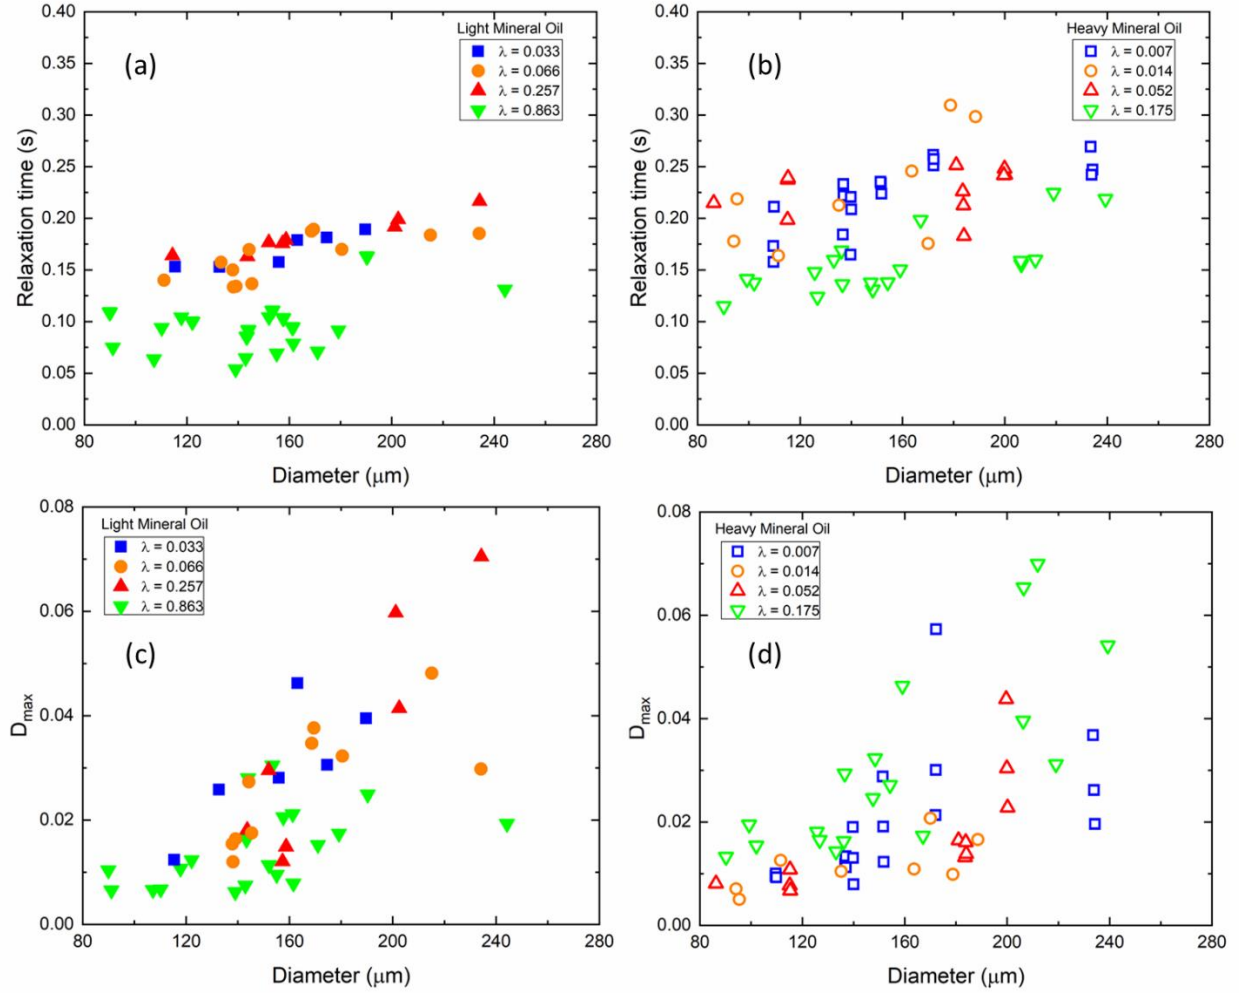 0.40
0.35
0.30
0.25
0.20
0.15
0.10
0.05
0.00
Relaxation time (s)
(a)
Light Mineral Oil
λ = 0.033
λ = 0.066
λ = 0.257
λ = 0.863
80 120 160 200 240 280
Diameter (μm)
0.40
0.35
0.30
0.25
0.20
0.15
0.10
0.05
0.00
Relaxation time (s)
(b)
Heavy Mineral Oil
λ = 0.007
λ = 0.014
λ = 0.052
λ = 0.175
80 120 160 200 240 280
Diameter (μm)
0.08
0.06
0.04
0.02
0.00
Dmax
Light Mineral Oil
λ = 0.033
λ = 0.066
λ = 0.257
λ = 0.863
(c)
80 120 160 200 240 280
Diameter (μm)
0.08
0.06
0.04
0.02
0.00
Dmax
Heavy Mineral Oil
λ = 0.007
λ = 0.014
λ = 0.052
λ = 0.175
(d)
80 120 160 200 240 280
Diameter (μm)